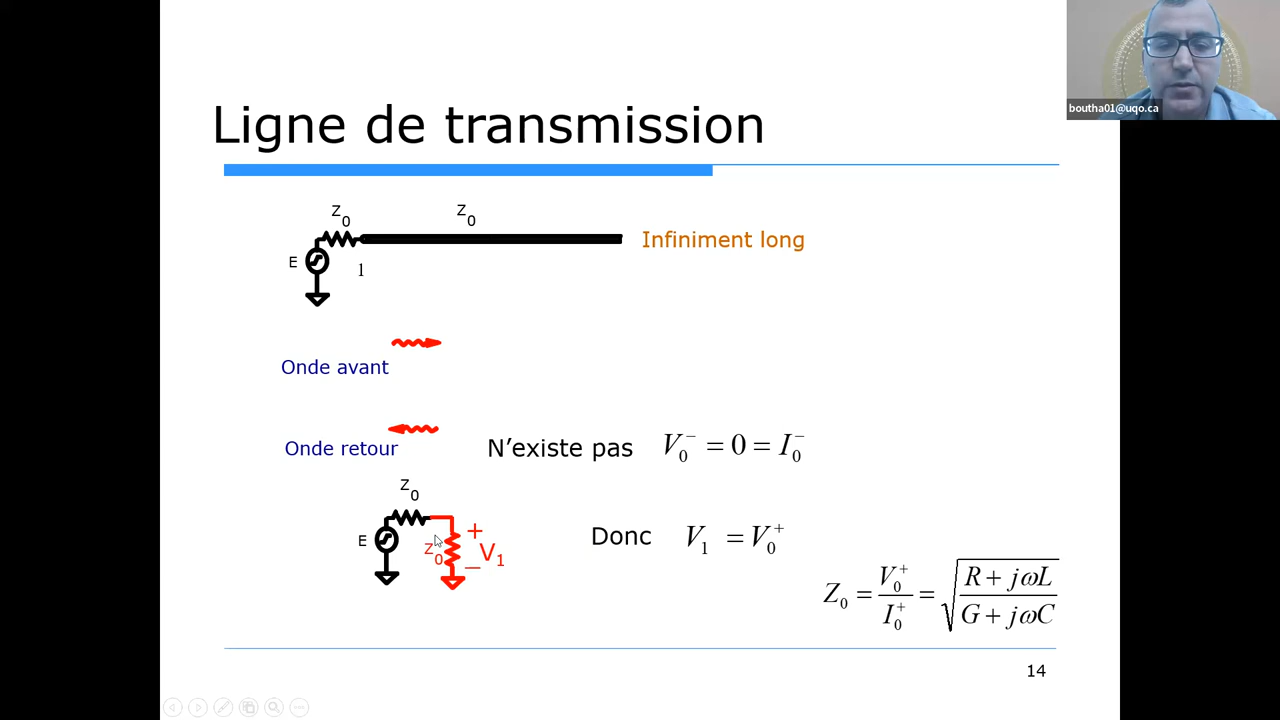 boutha01@uqo.ca
Ligne de transmission
Z0 Z0
Infiniment long
E
1
Onde avant
Onde retour N'existe pas V₀⁻ = 0 = I₀⁻
Z0
E Z0 + V1 −
Donc V₁ = V₀⁺
Z₀ = V₀⁺ / I₀⁺ = √((R + jωL) / (G + jωC))
14